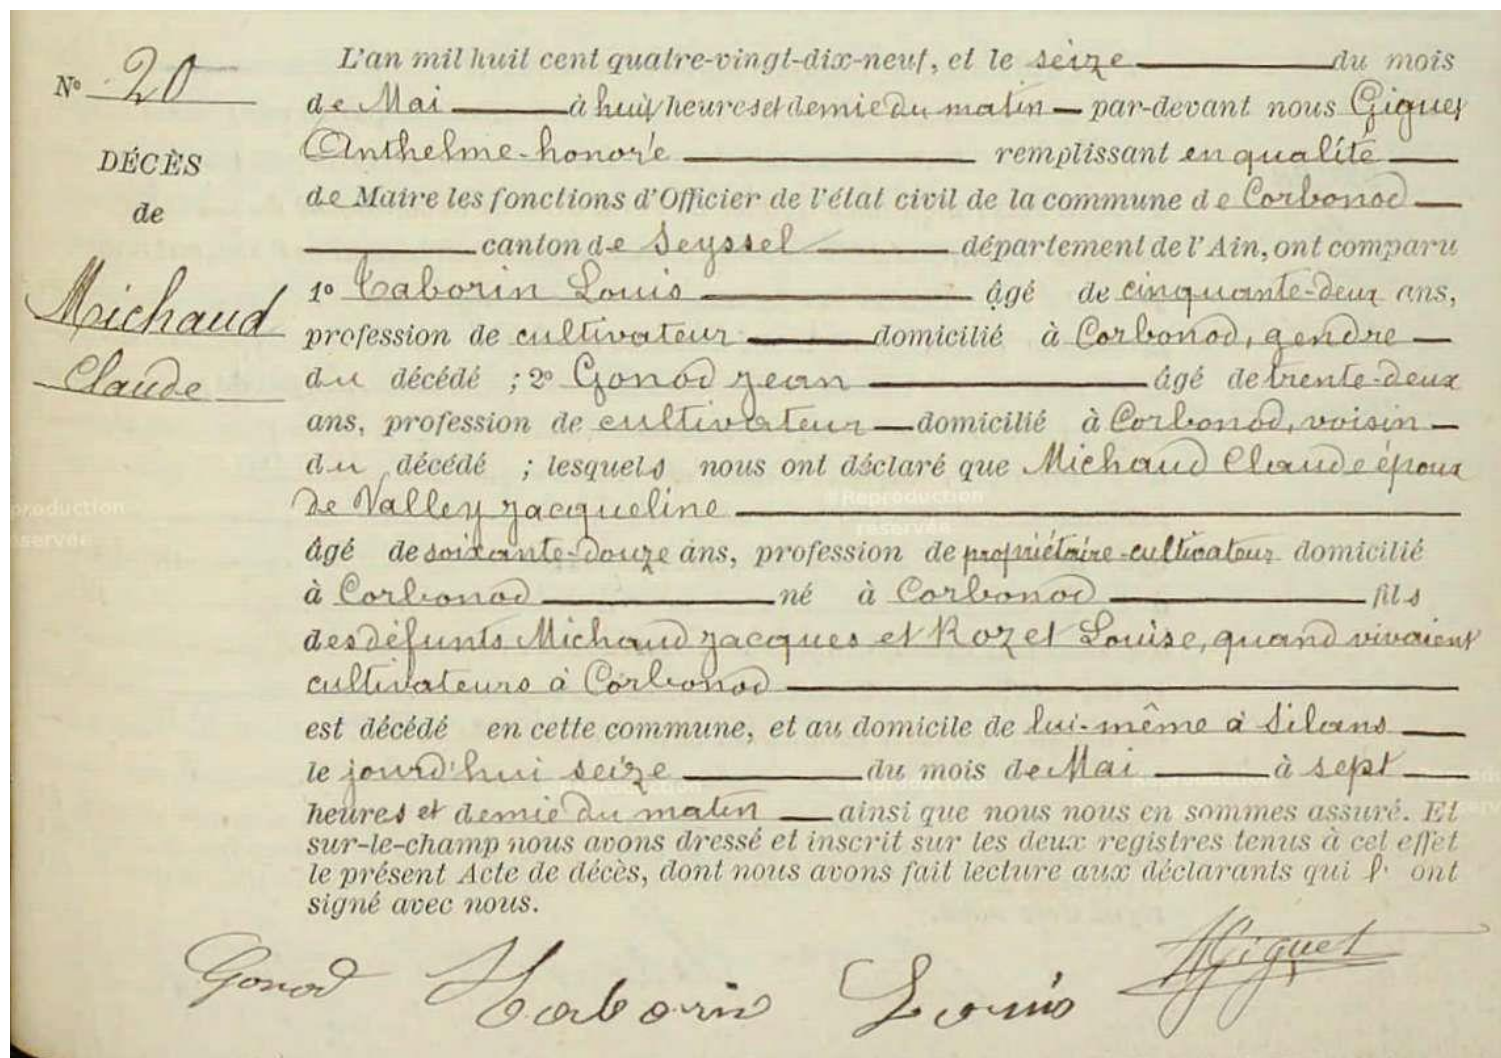 N° 20
DÉCÈS
de
Michaud
Claude
L'an mil huit cent quatre-vingt-dix-neuf, et le seize du mois
de Mai à huit heures et demie du matin par-devant nous Giguet
Anthelme-honoré remplissant en qualité
de Maire les fonctions d'Officier de l'état civil de la commune de Corbonod
canton de Seyssel département de l'Ain, ont comparu
1° Taborin Louis âgé de cinquante-deux ans,
profession de cultivateur domicilié à Corbonod, gendre
du décédé ; 2° Gonod jean âgé de trente-deux
ans, profession de cultivateur domicilié à Corbonod, voisin
du décédé ; lesquels nous ont déclaré que Michaud Claude époux
de Valley jacqueline
âgé de soixante-douze ans, profession de propriétaire-cultivateur domicilié
à Corbonod né à Corbonod fils
des défunts Michaud jacques et Rozet Louise, quand vivaient
cultivateurs à Corbonod
est décédé en cette commune, et au domicile de lui-même à Silans
le jourd'hui seize du mois de Mai à sept
heures et demie du matin ainsi que nous nous en sommes assuré. Et
sur-le-champ nous avons dressé et inscrit sur les deux registres tenus à cet effet
le présent Acte de décès, dont nous avons fait lecture aux déclarants qui l' ont
signé avec nous.
Gonod Taborin Louis Giguet
Reproduction
réservée